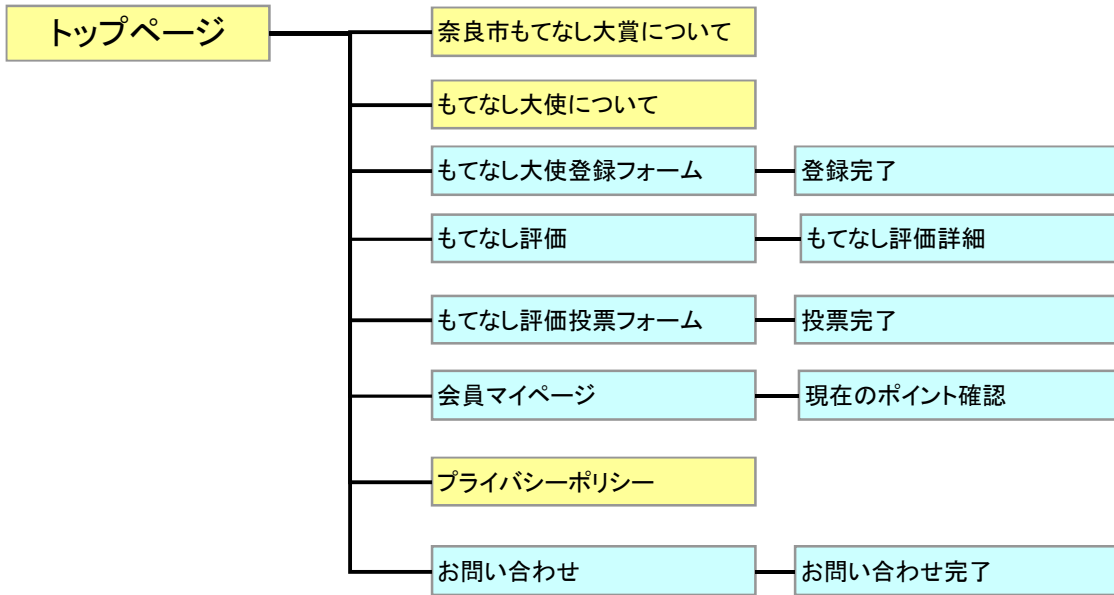 トップページ
奈良市もてなし大賞について
もてなし大使について
もてなし大使登録フォーム
登録完了
もてなし評価
もてなし評価詳細
もてなし評価投票フォーム
投票完了
会員マイページ
現在のポイント確認
プライバシーポリシー
お問い合わせ
お問い合わせ完了